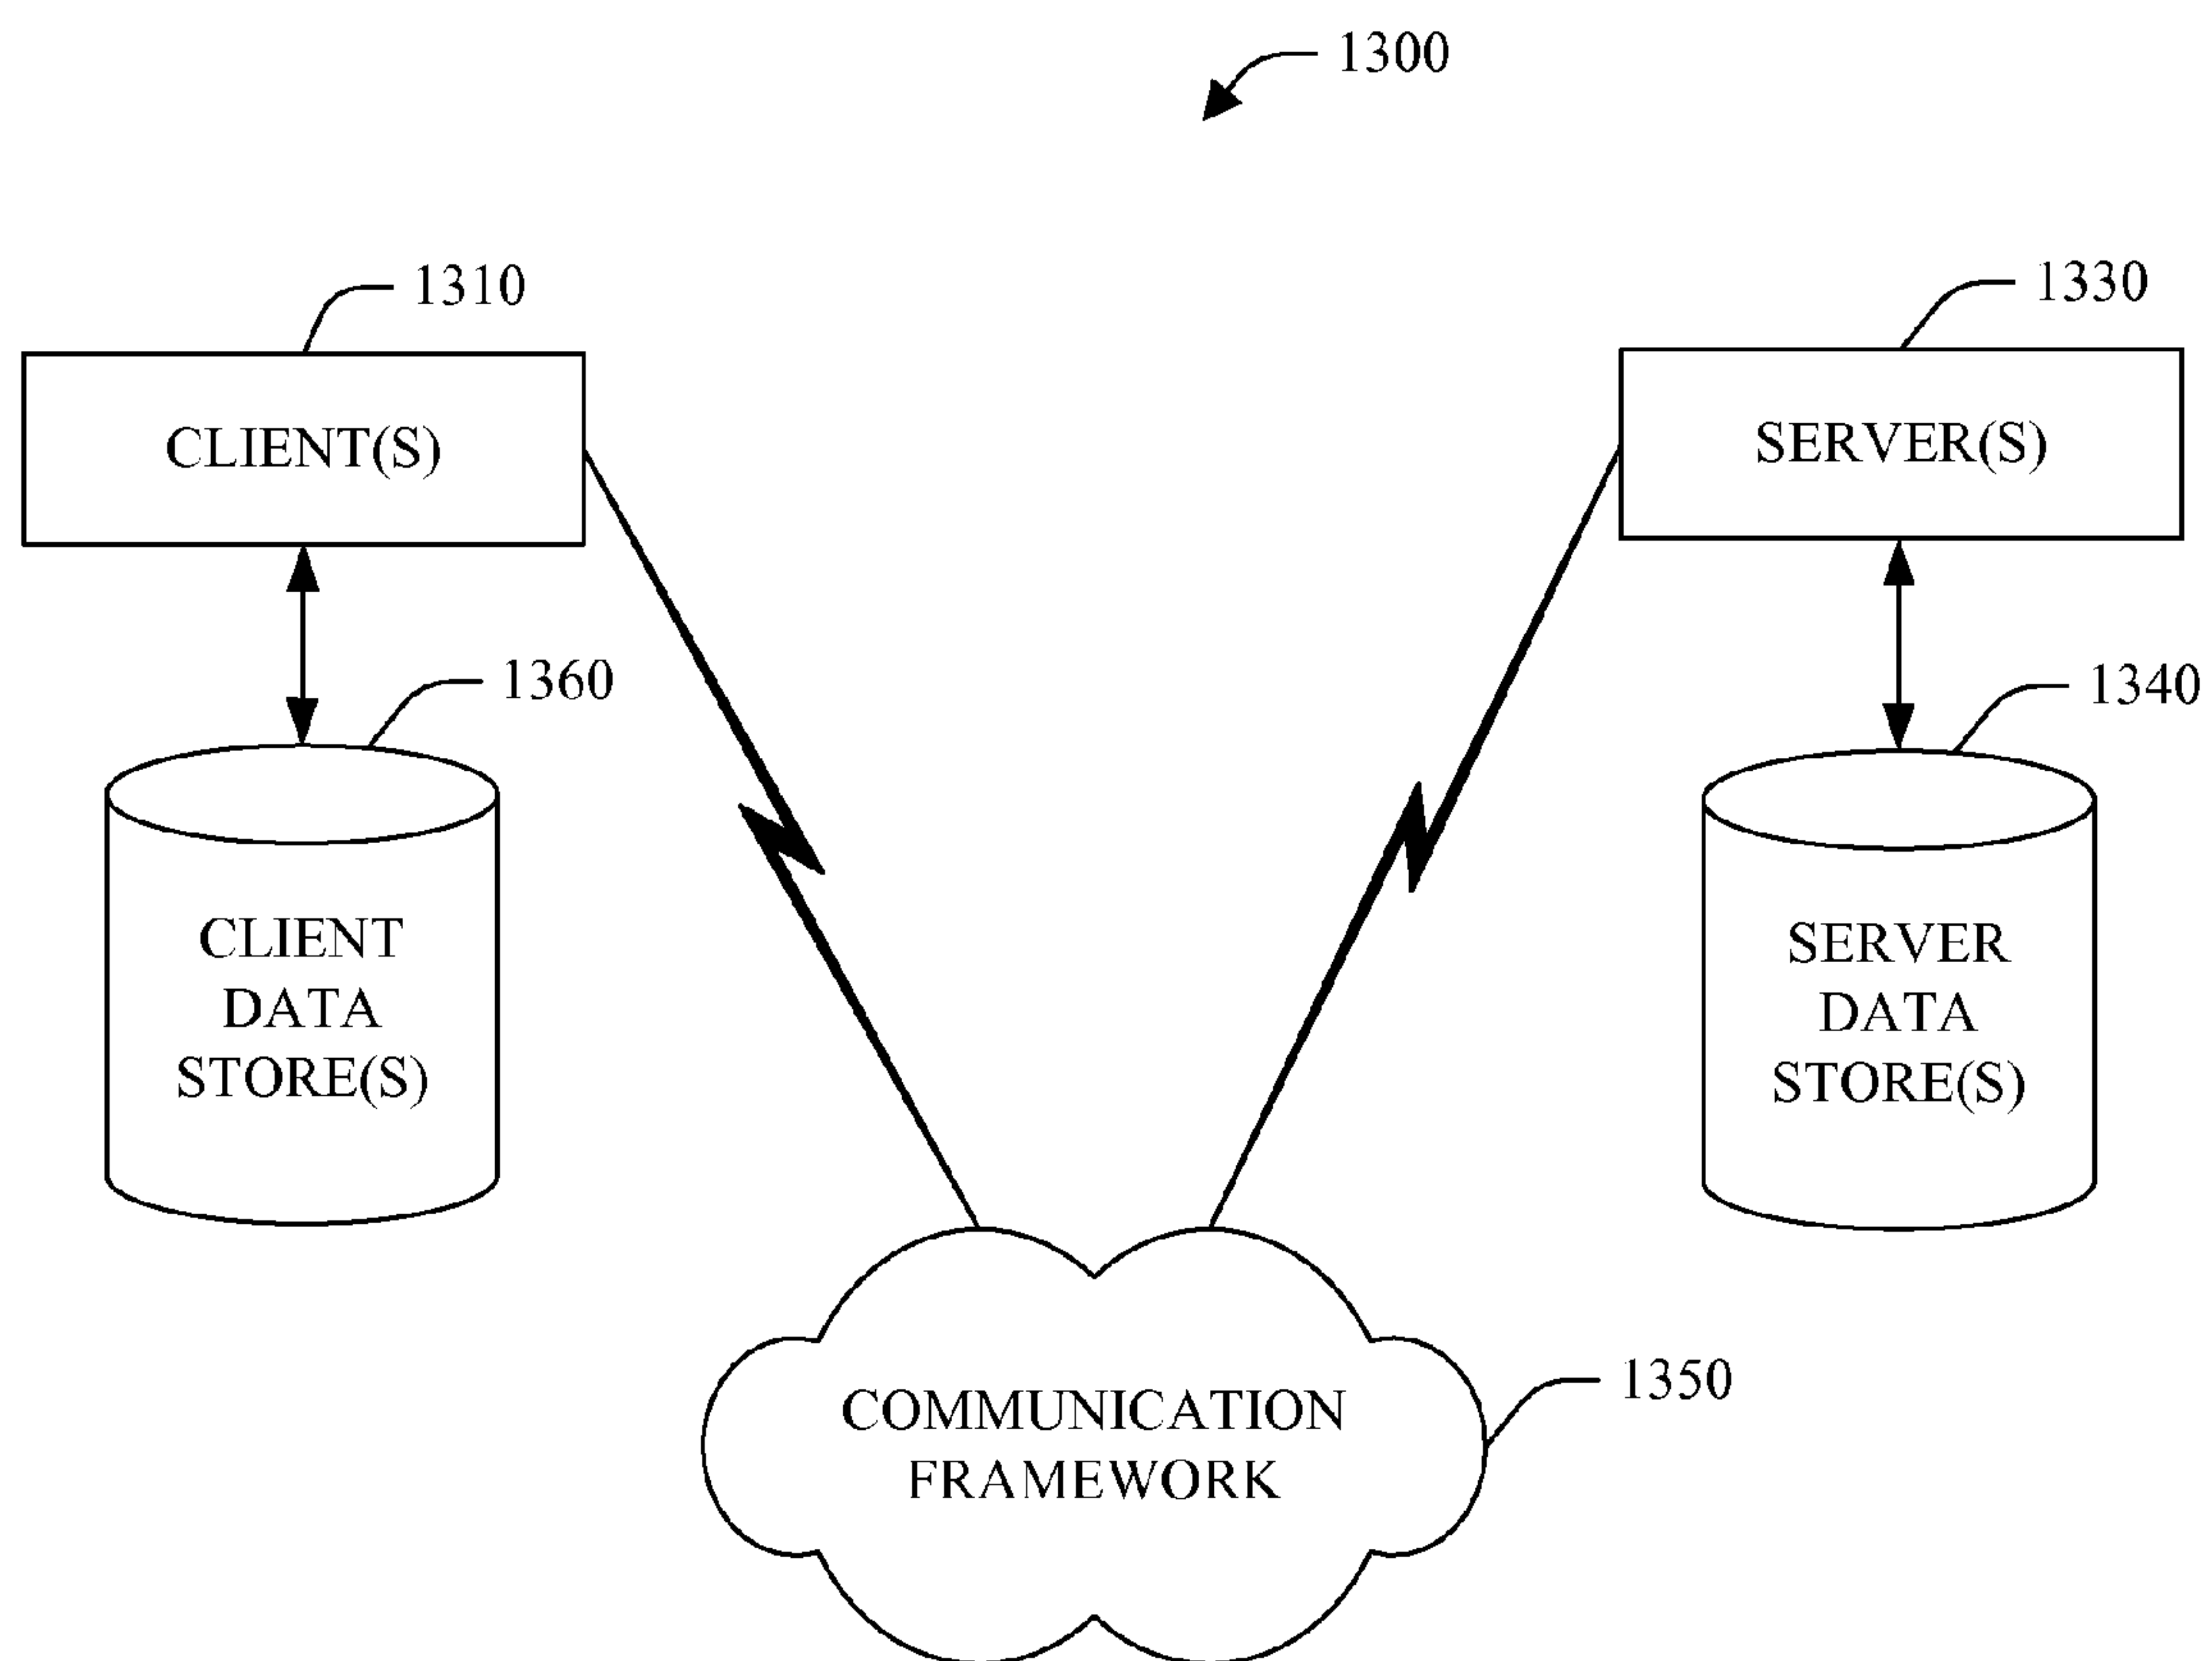 1300
1310
1330
CLIENT(S)
SERVER(S)
1360
1340
CLIENT
DATA
STORE(S)
SERVER
DATA
STORE(S)
1350
COMMUNICATION
FRAMEWORK